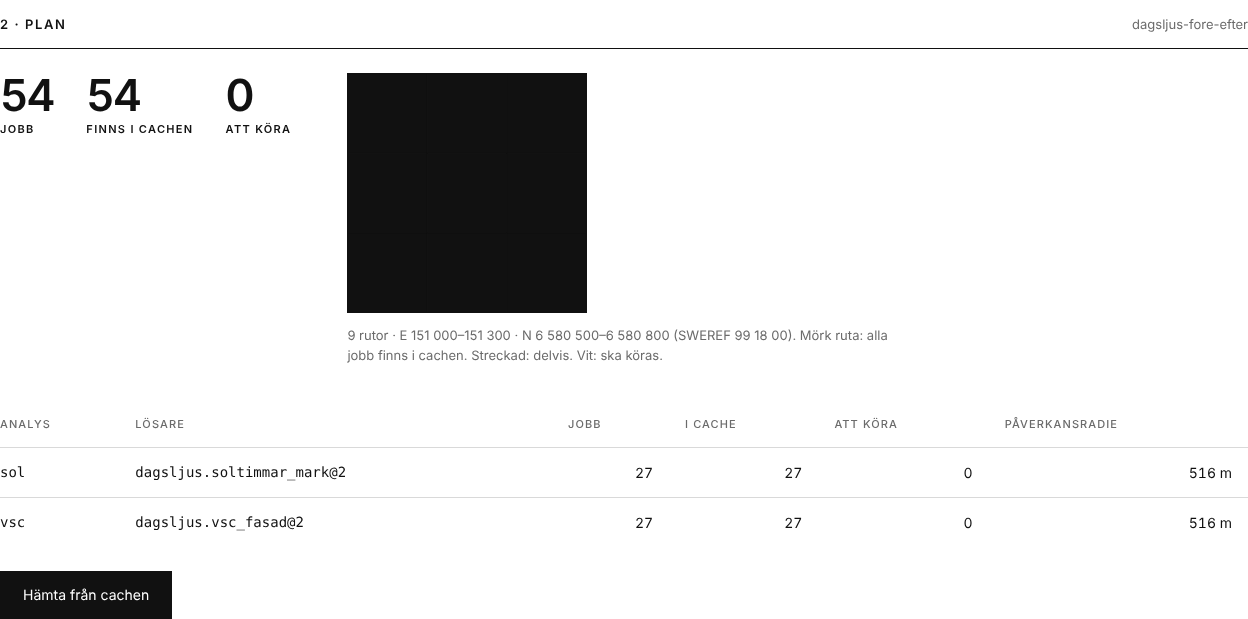 2 · PLAN
dagsljus-fore-efter
54 54 0
JOBB FINNS I CACHEN ATT KÖRA
9 rutor · E 151 000–151 300 · N 6 580 500–6 580 800 (SWEREF 99 18 00). Mörk ruta: alla
jobb finns i cachen. Streckad: delvis. Vit: ska köras.
ANALYS LÖSARE JOBB I CACHE ATT KÖRA PÅVERKANSRADIE
sol dagsljus.soltimmar_mark@2 27 27 0 516 m
vsc dagsljus.vsc_fasad@2 27 27 0 516 m
Hämta från cachen